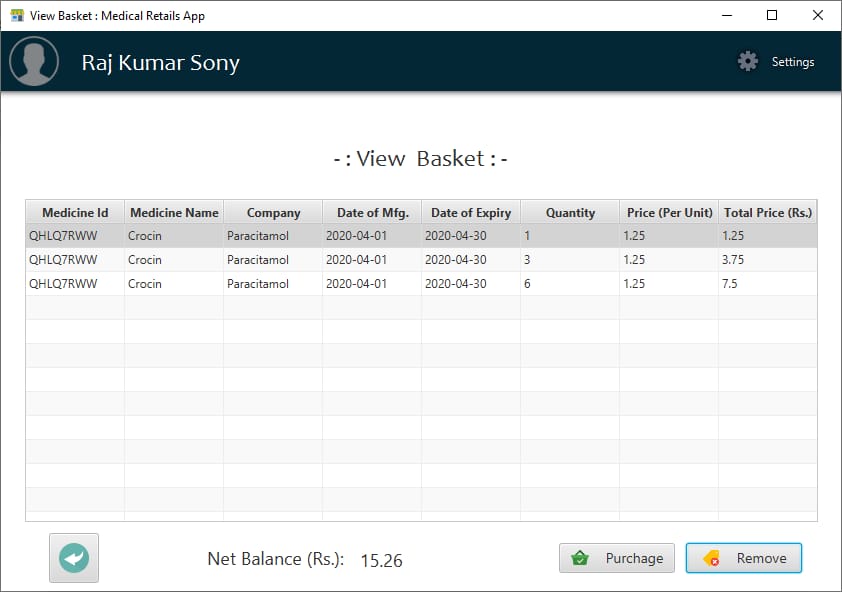 View Basket : Medical Retails App
Raj Kumar Sony
Settings
- : View Basket : -
Medicine Id Medicine Name Company Date of Mfg. Date of Expiry Quantity Price (Per Unit) Total Price (Rs.)
QHLQ7RWW Crocin Paracitamol 2020-04-01 2020-04-30 1 1.25 1.25
QHLQ7RWW Crocin Paracitamol 2020-04-01 2020-04-30 3 1.25 3.75
QHLQ7RWW Crocin Paracitamol 2020-04-01 2020-04-30 6 1.25 7.5
Net Balance (Rs.): 15.26 Purchage Remove